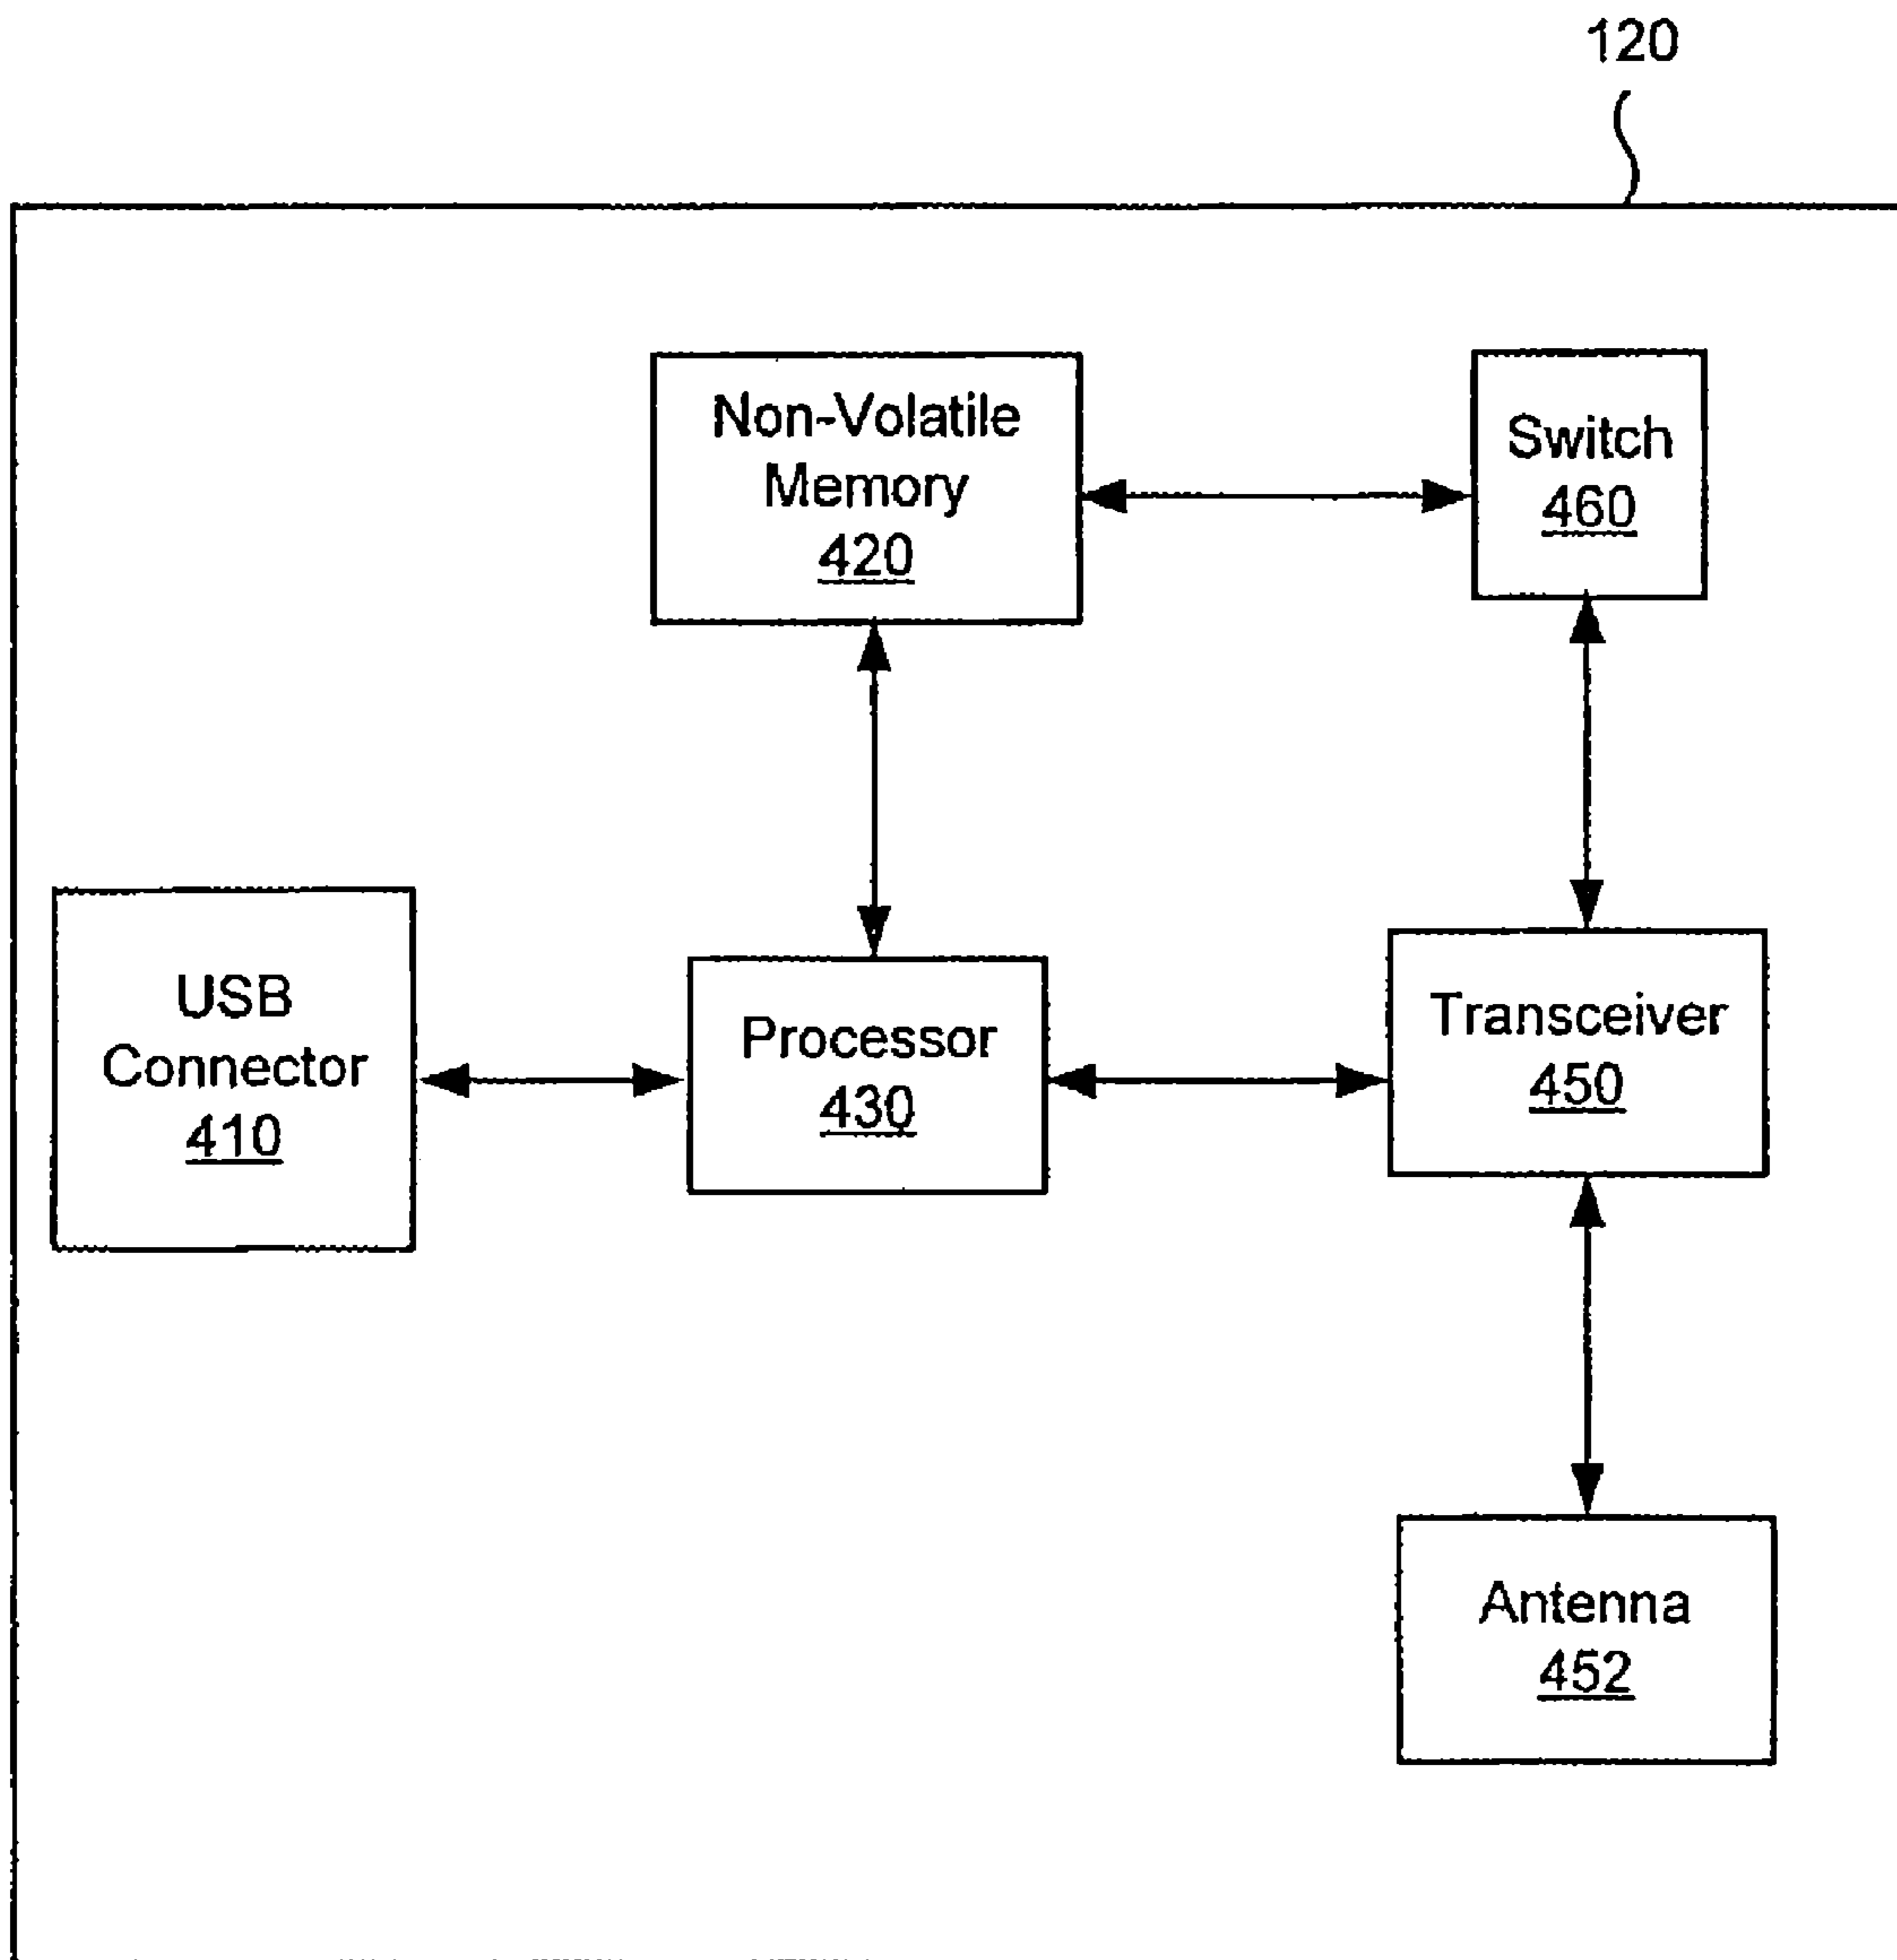 120
Non-Volatile
Memory
420
Switch
460
USB
Connector
410
Processor
430
Transceiver
450
Antenna
452